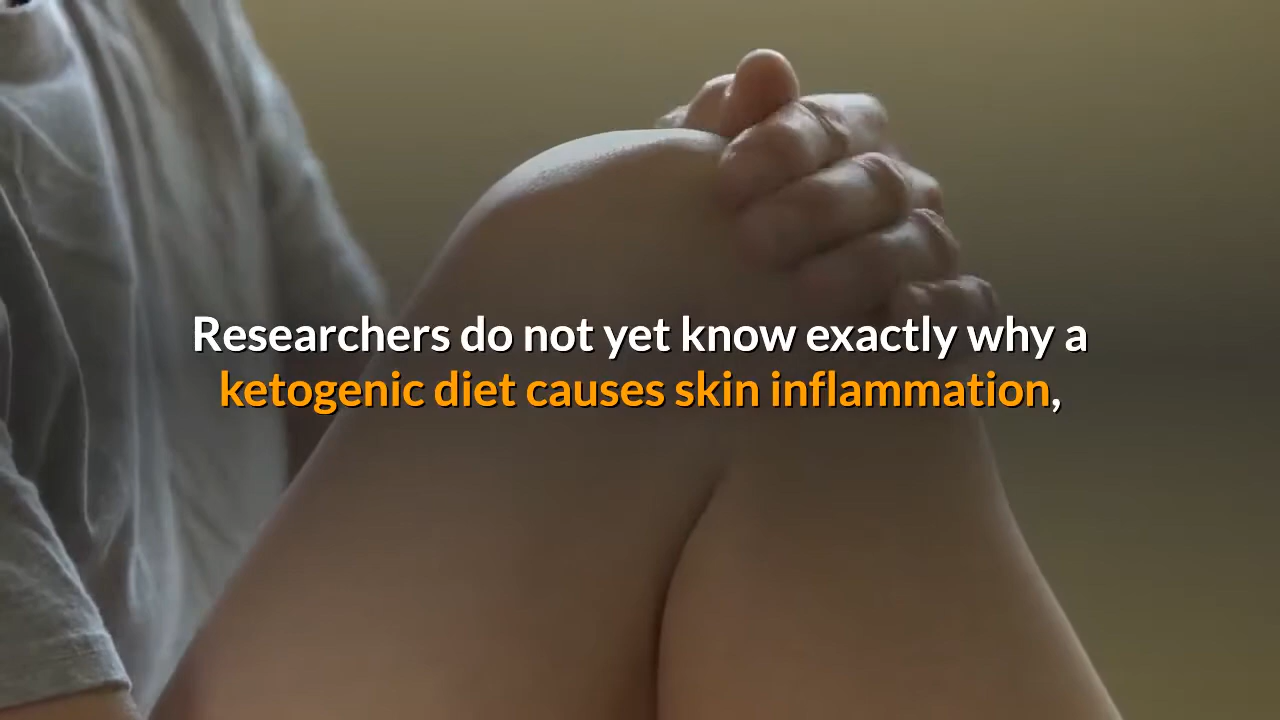 Researchers do not yet know exactly why a
ketogenic diet causes skin inflammation,